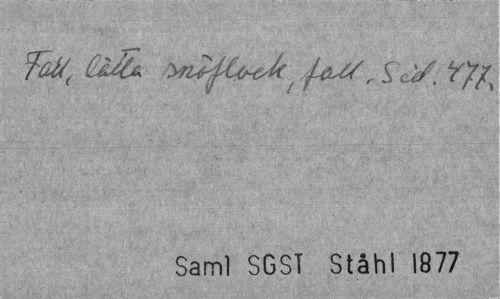 Fall, lätta snöflock, fall. Sid. 477.
Saml SGST Ståhl 1877